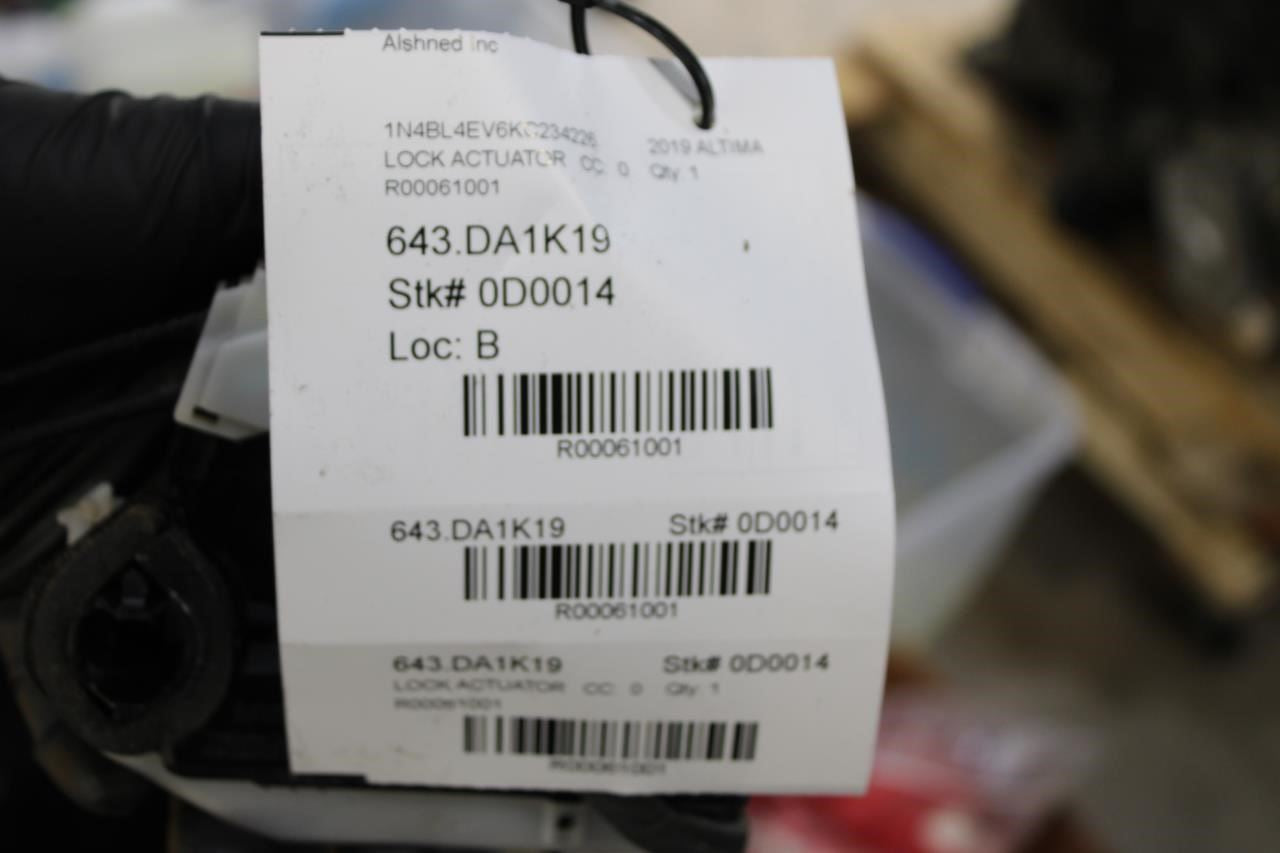 Alshned Inc
1N4BL4EV6KC234226 2019 ALTIMA
LOCK ACTUATOR CC: 0 Qty: 1
R00061001
643.DA1K19
Stk# 0D0014
Loc: B
R00061001
643.DA1K19 Stk# 0D0014
R00061001
643.DA1K19 Stk# 0D0014
LOCK ACTUATOR CC: 0 Qty: 1
R00061001
R00061001